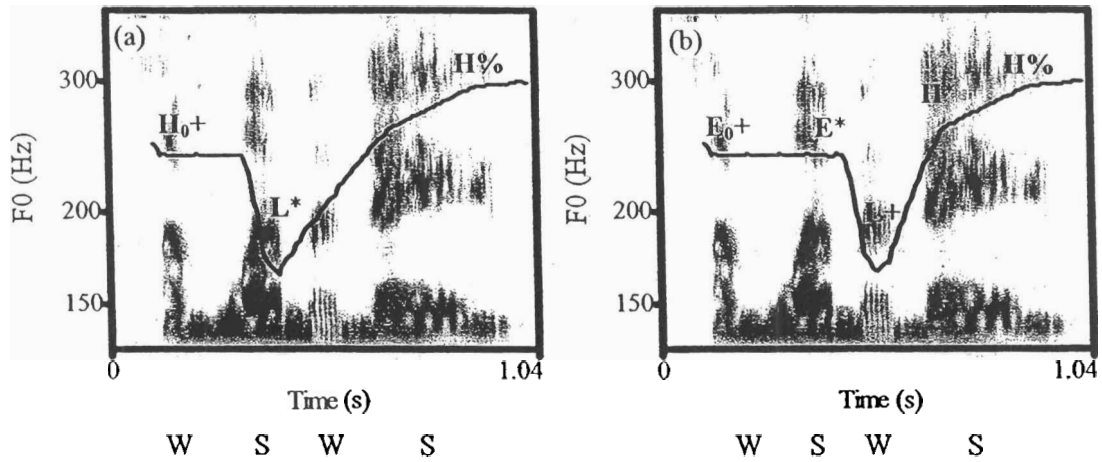 (a)
H%
300
H₀+
F0 (Hz)
200
L*
150
0
1.04
Time (s)
W S W S
(b)
H%
300
H
E₀+
E*
F0 (Hz)
200
L+
150
0
1.04
Time (s)
W S W S